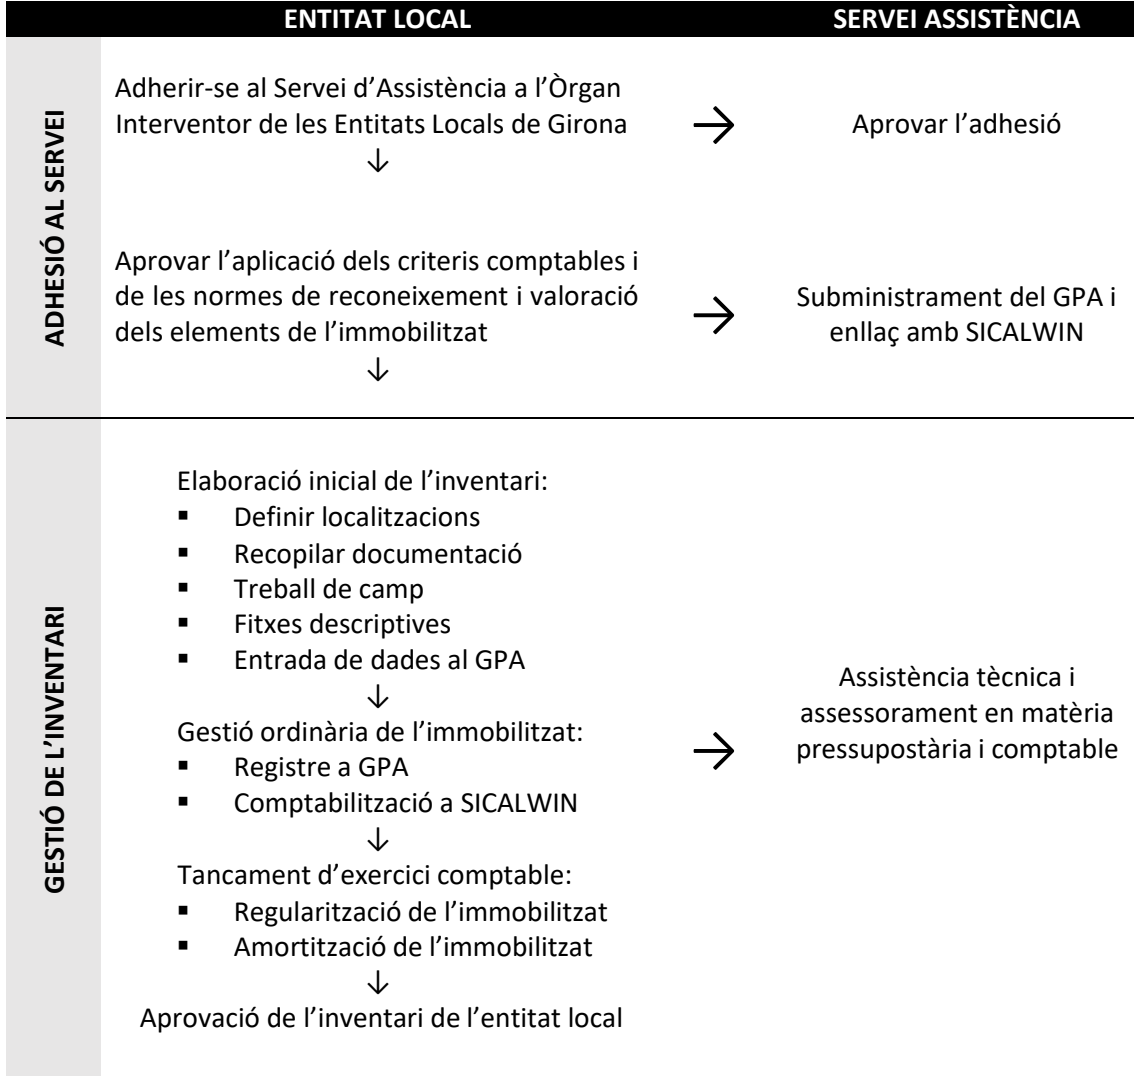 ENTITAT LOCAL
SERVEI ASSISTÈNCIA
ADHESIÓ AL SERVEI
Adherir-se al Servei d’Assistència a l’Òrgan
Interventor de les Entitats Locals de Girona
↓
→
Aprovar l’adhesió
Aprovar l’aplicació dels criteris comptables i
de les normes de reconeixement i valoració
dels elements de l’immobilitzat
↓
→
Subministrament del GPA i
enllaç amb SICALWIN
GESTIÓ DE L’INVENTARI
Elaboració inicial de l’inventari:
▪ Definir localitzacions
▪ Recopilar documentació
▪ Treball de camp
▪ Fitxes descriptives
▪ Entrada de dades al GPA
↓
Gestió ordinària de l’immobilitzat:
▪ Registre a GPA
▪ Comptabilització a SICALWIN
↓
Tancament d’exercici comptable:
▪ Regularització de l’immobilitzat
▪ Amortització de l’immobilitzat
↓
Aprovació de l’inventari de l’entitat local
→
Assistència tècnica i
assessorament en matèria
pressupostària i comptable